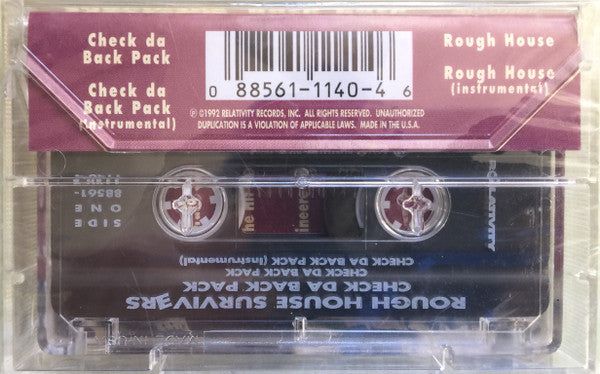 Check da
Back Pack
Check da
Back Pack
(instrumental)
0 88561-1140-4 6
Rough House
Rough House
(instrumental)
℗©1992 RELATIVITY RECORDS, INC. ALL RIGHTS RESERVED. UNAUTHORIZED
DUPLICATION IS A VIOLATION OF APPLICABLE LAWS. MADE IN THE U.S.A.
ROUGH HOUSE SURVIVERS
CHECK DA BACK PACK
CHECK DA BACK PACK
CHECK DA BACK PACK (Instrumental)
SIDE
ONE
88561-
RELATIVITY